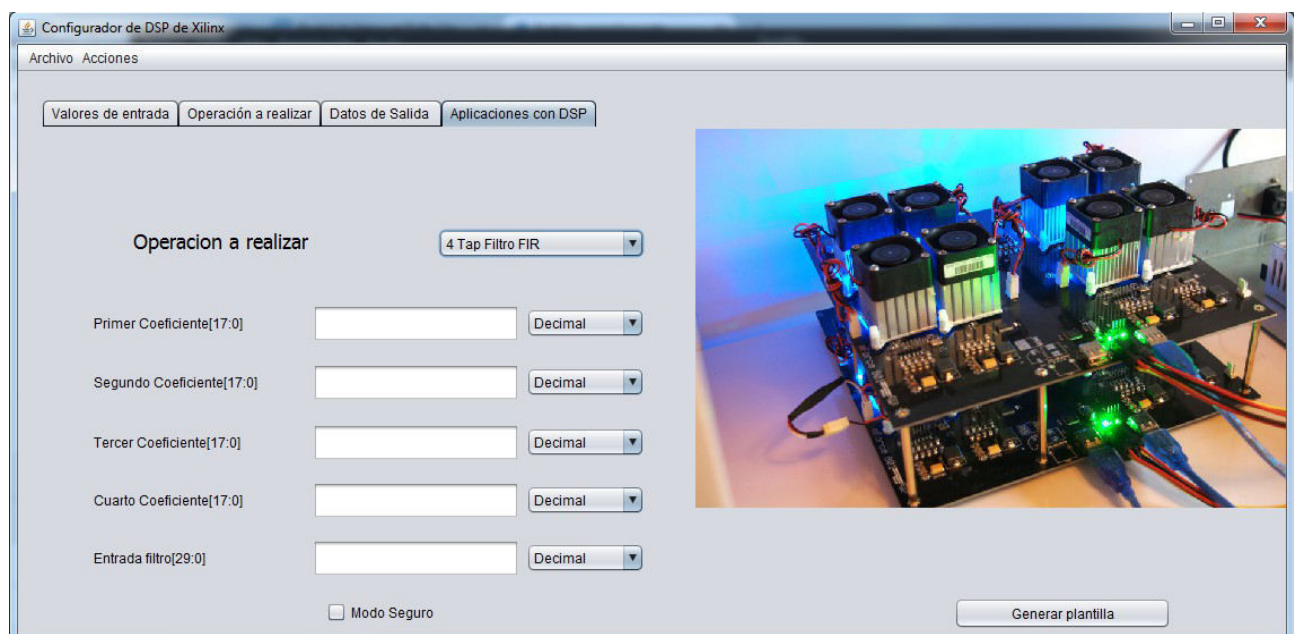 Configurador de DSP de Xilinx
Archivo Acciones
Valores de entrada Operación a realizar Datos de Salida Aplicaciones con DSP
Operacion a realizar 4 Tap Filtro FIR
Primer Coeficiente[17:0] Decimal
Segundo Coeficiente[17:0] Decimal
Tercer Coeficiente[17:0] Decimal
Cuarto Coeficiente[17:0] Decimal
Entrada filtro[29:0] Decimal
Modo Seguro Generar plantilla